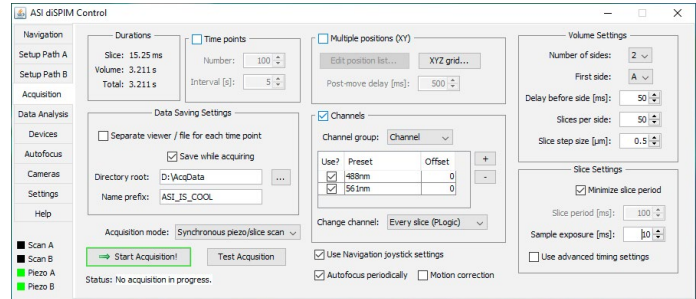 ASI diSPIM Control
Navigation
Setup Path A
Setup Path B
Acquisition
Data Analysis
Devices
Autofocus
Cameras
Settings
Help
Scan A
Scan B
Piezo A
Piezo B
Durations
Slice: 15.25 ms
Volume: 3.211 s
Total: 3.211 s
Time points
Number: 100
Interval [s]: 5
Data Saving Settings
Separate viewer / file for each time point
Save while acquiring
Directory root: D:\AcqData ...
Name prefix: ASI_IS_COOL
Acquisition mode: Synchronous piezo/slice scan
Start Acquisition! Test Acquisition
Status: No acquisition in progress.
Multiple positions (XY)
Edit position list... XYZ grid...
Post-move delay [ms]: 500
Channels
Channel group: Channel
Use? Preset Offset +
488nm 0 -
561nm 0
Change channel: Every slice (PLogic)
Use Navigation joystick settings
Autofocus periodically Motion correction
Volume Settings
Number of sides: 2
First side: A
Delay before side [ms]: 50
Slices per side: 50
Slice step size [µm]: 0.5
Slice Settings
Minimize slice period
Slice period [ms]: 100
Sample exposure [ms]: 10
Use advanced timing settings